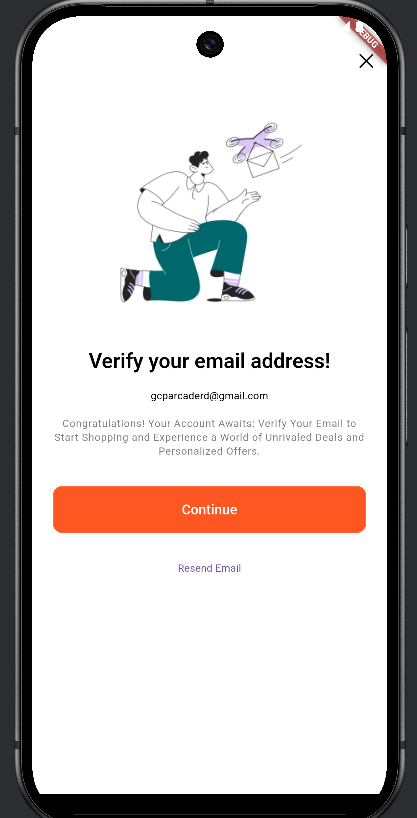 Verify your email address!
gcparcaderd@gmail.com
Congratulations! Your Account Awaits: Verify Your Email to
Start Shopping and Experience a World of Unrivaled Deals and
Personalized Offers.
Continue
Resend Email